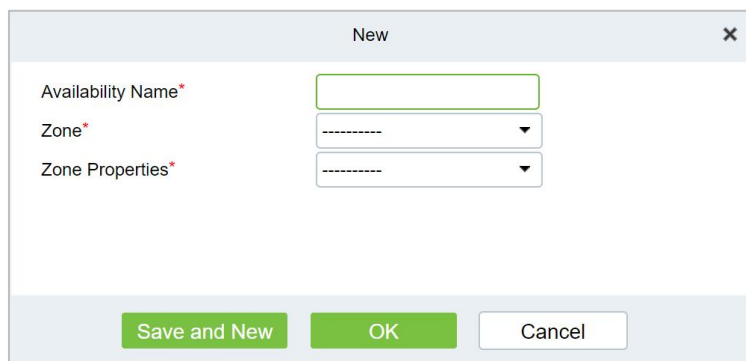 New
Availability Name*
Zone* ----------
Zone Properties* ----------
Save and New OK Cancel